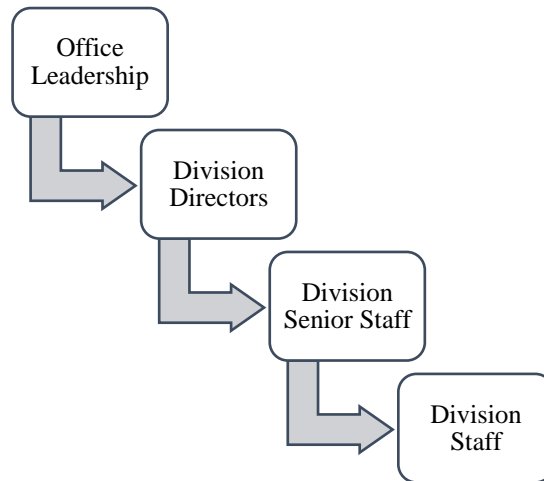 Office
Leadership
Division
Directors
Division
Senior Staff
Division
Staff